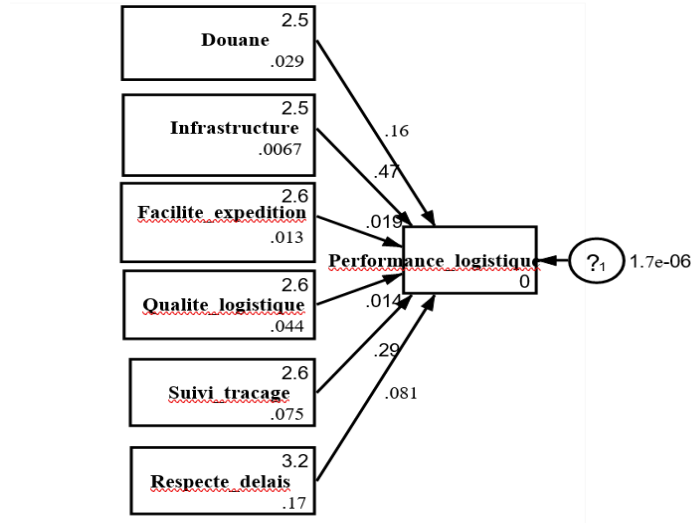 2.5
Douane
.029
.16
2.5
Infrastructure
.0067
.47
2.6
Facilite_expedition
.013
.019
Performance_logistique
0
?1
1.7e-06
2.6
Qualite_logistique
.044
.014
2.6
Suivi_tracage
.075
.29
.081
3.2
Respecte_delais
.17